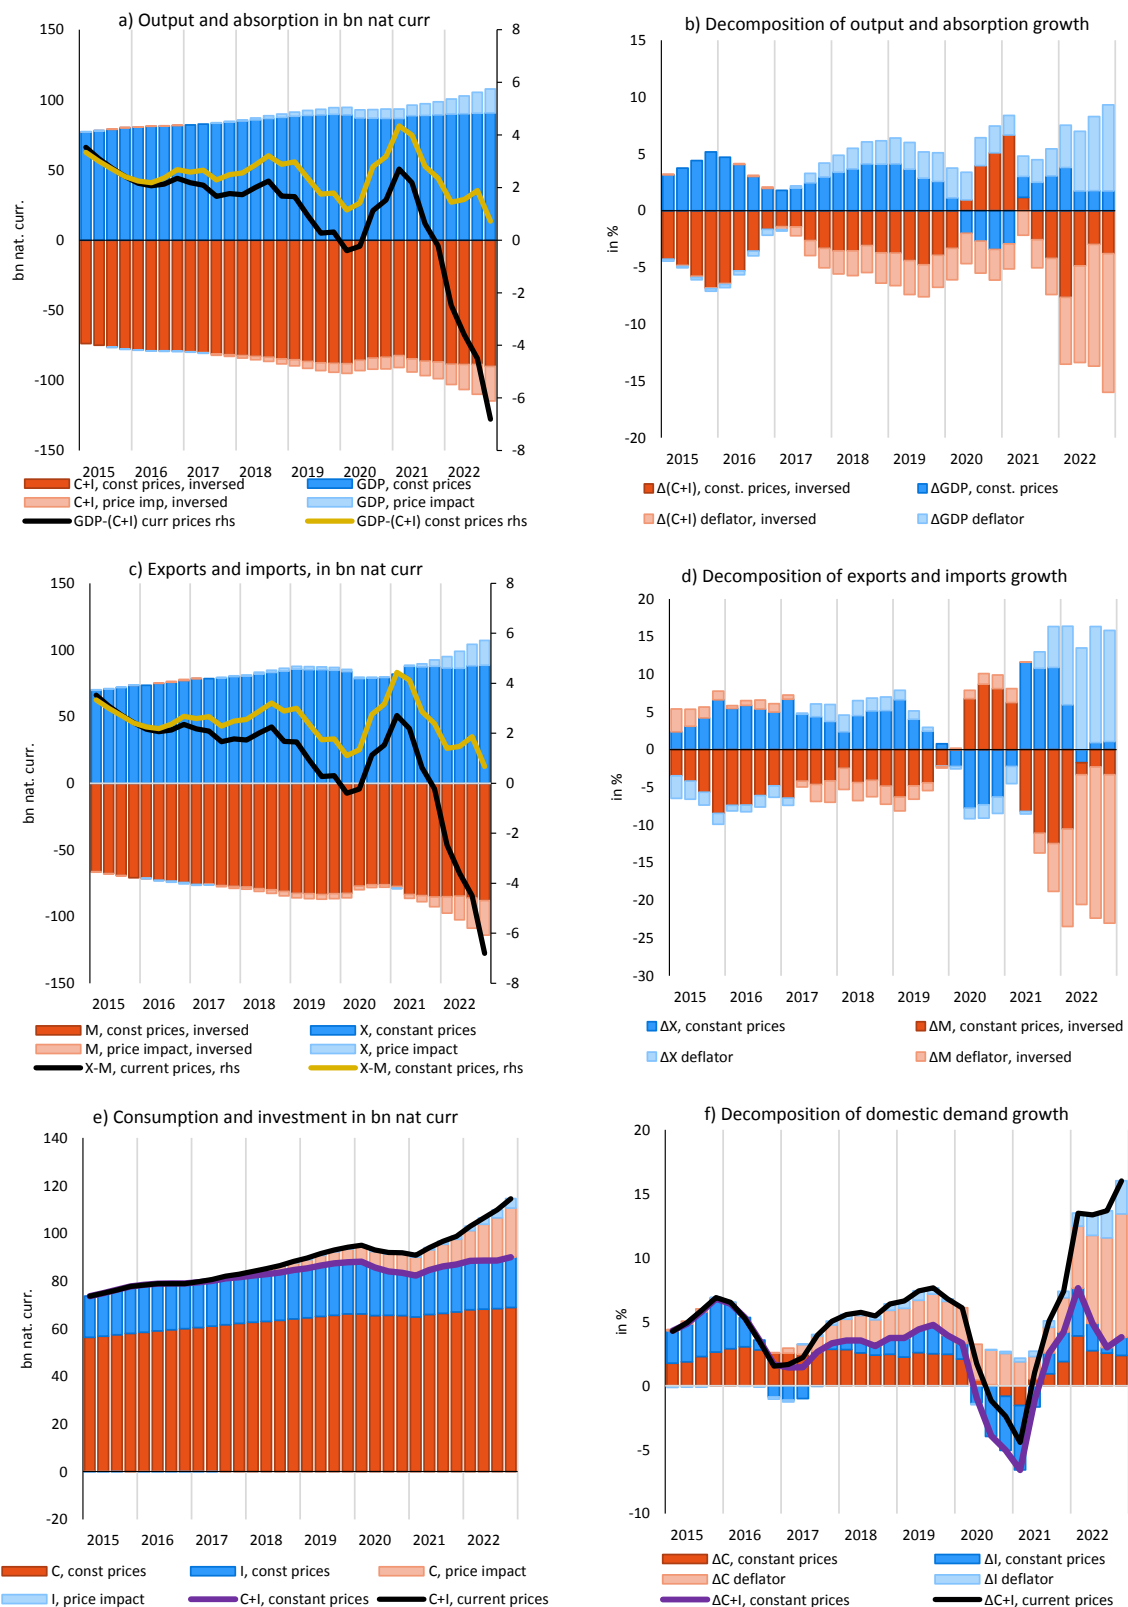 a) Output and absorption in bn nat curr
150
100
50
0
-50
-100
-150
8
6
4
2
0
-2
-4
-6
-8
bn nat. curr.
2015 2016 2017 2018 2019 2020 2021 2022
C+I, const prices, inversed
GDP, const prices
C+I, price imp, inversed
GDP, price impact
GDP-(C+I) curr prices rhs
GDP-(C+I) const prices rhs
b) Decomposition of output and absorption growth
15
10
5
0
-5
-10
-15
-20
in %
2015 2016 2017 2018 2019 2020 2021 2022
Δ(C+I), const. prices, inversed
ΔGDP, const. prices
Δ(C+I) deflator, inversed
ΔGDP deflator
c) Exports and imports, in bn nat curr
150
100
50
0
-50
-100
-150
8
6
4
2
0
-2
-4
-6
-8
bn nat. curr.
2015 2016 2017 2018 2019 2020 2021 2022
M, const prices, inversed
X, constant prices
M, price impact, inversed
X, price impact
X-M, current prices, rhs
X-M, constant prices, rhs
d) Decomposition of exports and imports growth
20
15
10
5
0
-5
-10
-15
-20
-25
-30
in %
2015 2016 2017 2018 2019 2020 2021 2022
ΔX, constant prices
ΔM, constant prices, inversed
ΔX deflator
ΔM deflator, inversed
e) Consumption and investment in bn nat curr
140
120
100
80
60
40
20
0
-20
bn nat. curr.
2015 2016 2017 2018 2019 2020 2021 2022
C, const prices
I, const prices
C, price impact
I, price impact
C+I, constant prices
C+I, current prices
f) Decomposition of domestic demand growth
20
15
10
5
0
-5
-10
in %
2015 2016 2017 2018 2019 2020 2021 2022
ΔC, constant prices
ΔI, constant prices
ΔC deflator
ΔI deflator
ΔC+I, constant prices
ΔC+I, current prices